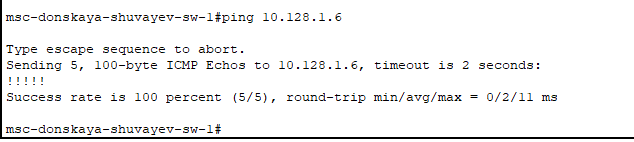 msc-donskaya-shuvayev-sw-1#ping 10.128.1.6
Type escape sequence to abort.
Sending 5, 100-byte ICMP Echos to 10.128.1.6, timeout is 2 seconds:
!!!!!
Success rate is 100 percent (5/5), round-trip min/avg/max = 0/2/11 ms
msc-donskaya-shuvayev-sw-1#